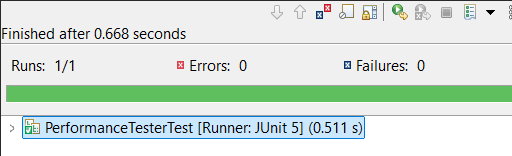 Finished after 0.668 seconds
Runs: 1/1 Errors: 0 Failures: 0
PerformanceTesterTest [Runner: JUnit 5] (0.511 s)